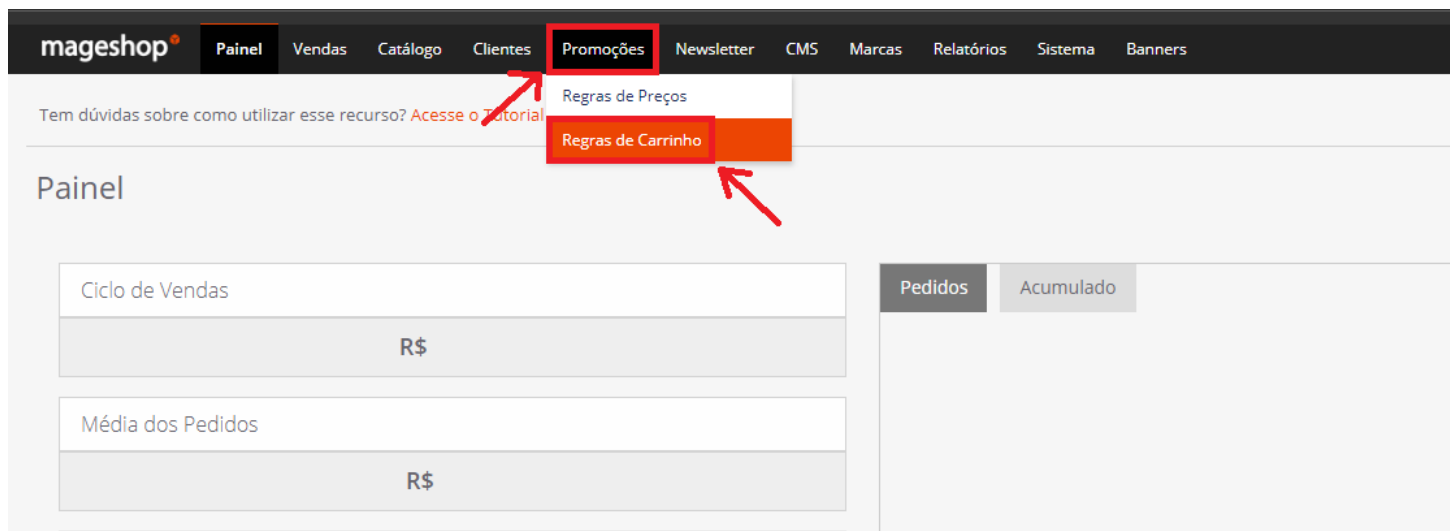 mageshop Painel Vendas Catálogo Clientes Promoções Newsletter CMS Marcas Relatórios Sistema Banners
Regras de Preços
Tem dúvidas sobre como utilizar esse recurso? Acesse o Tutorial
Regras de Carrinho
Painel
Ciclo de Vendas
R$
Média dos Pedidos
R$
Pedidos Acumulado